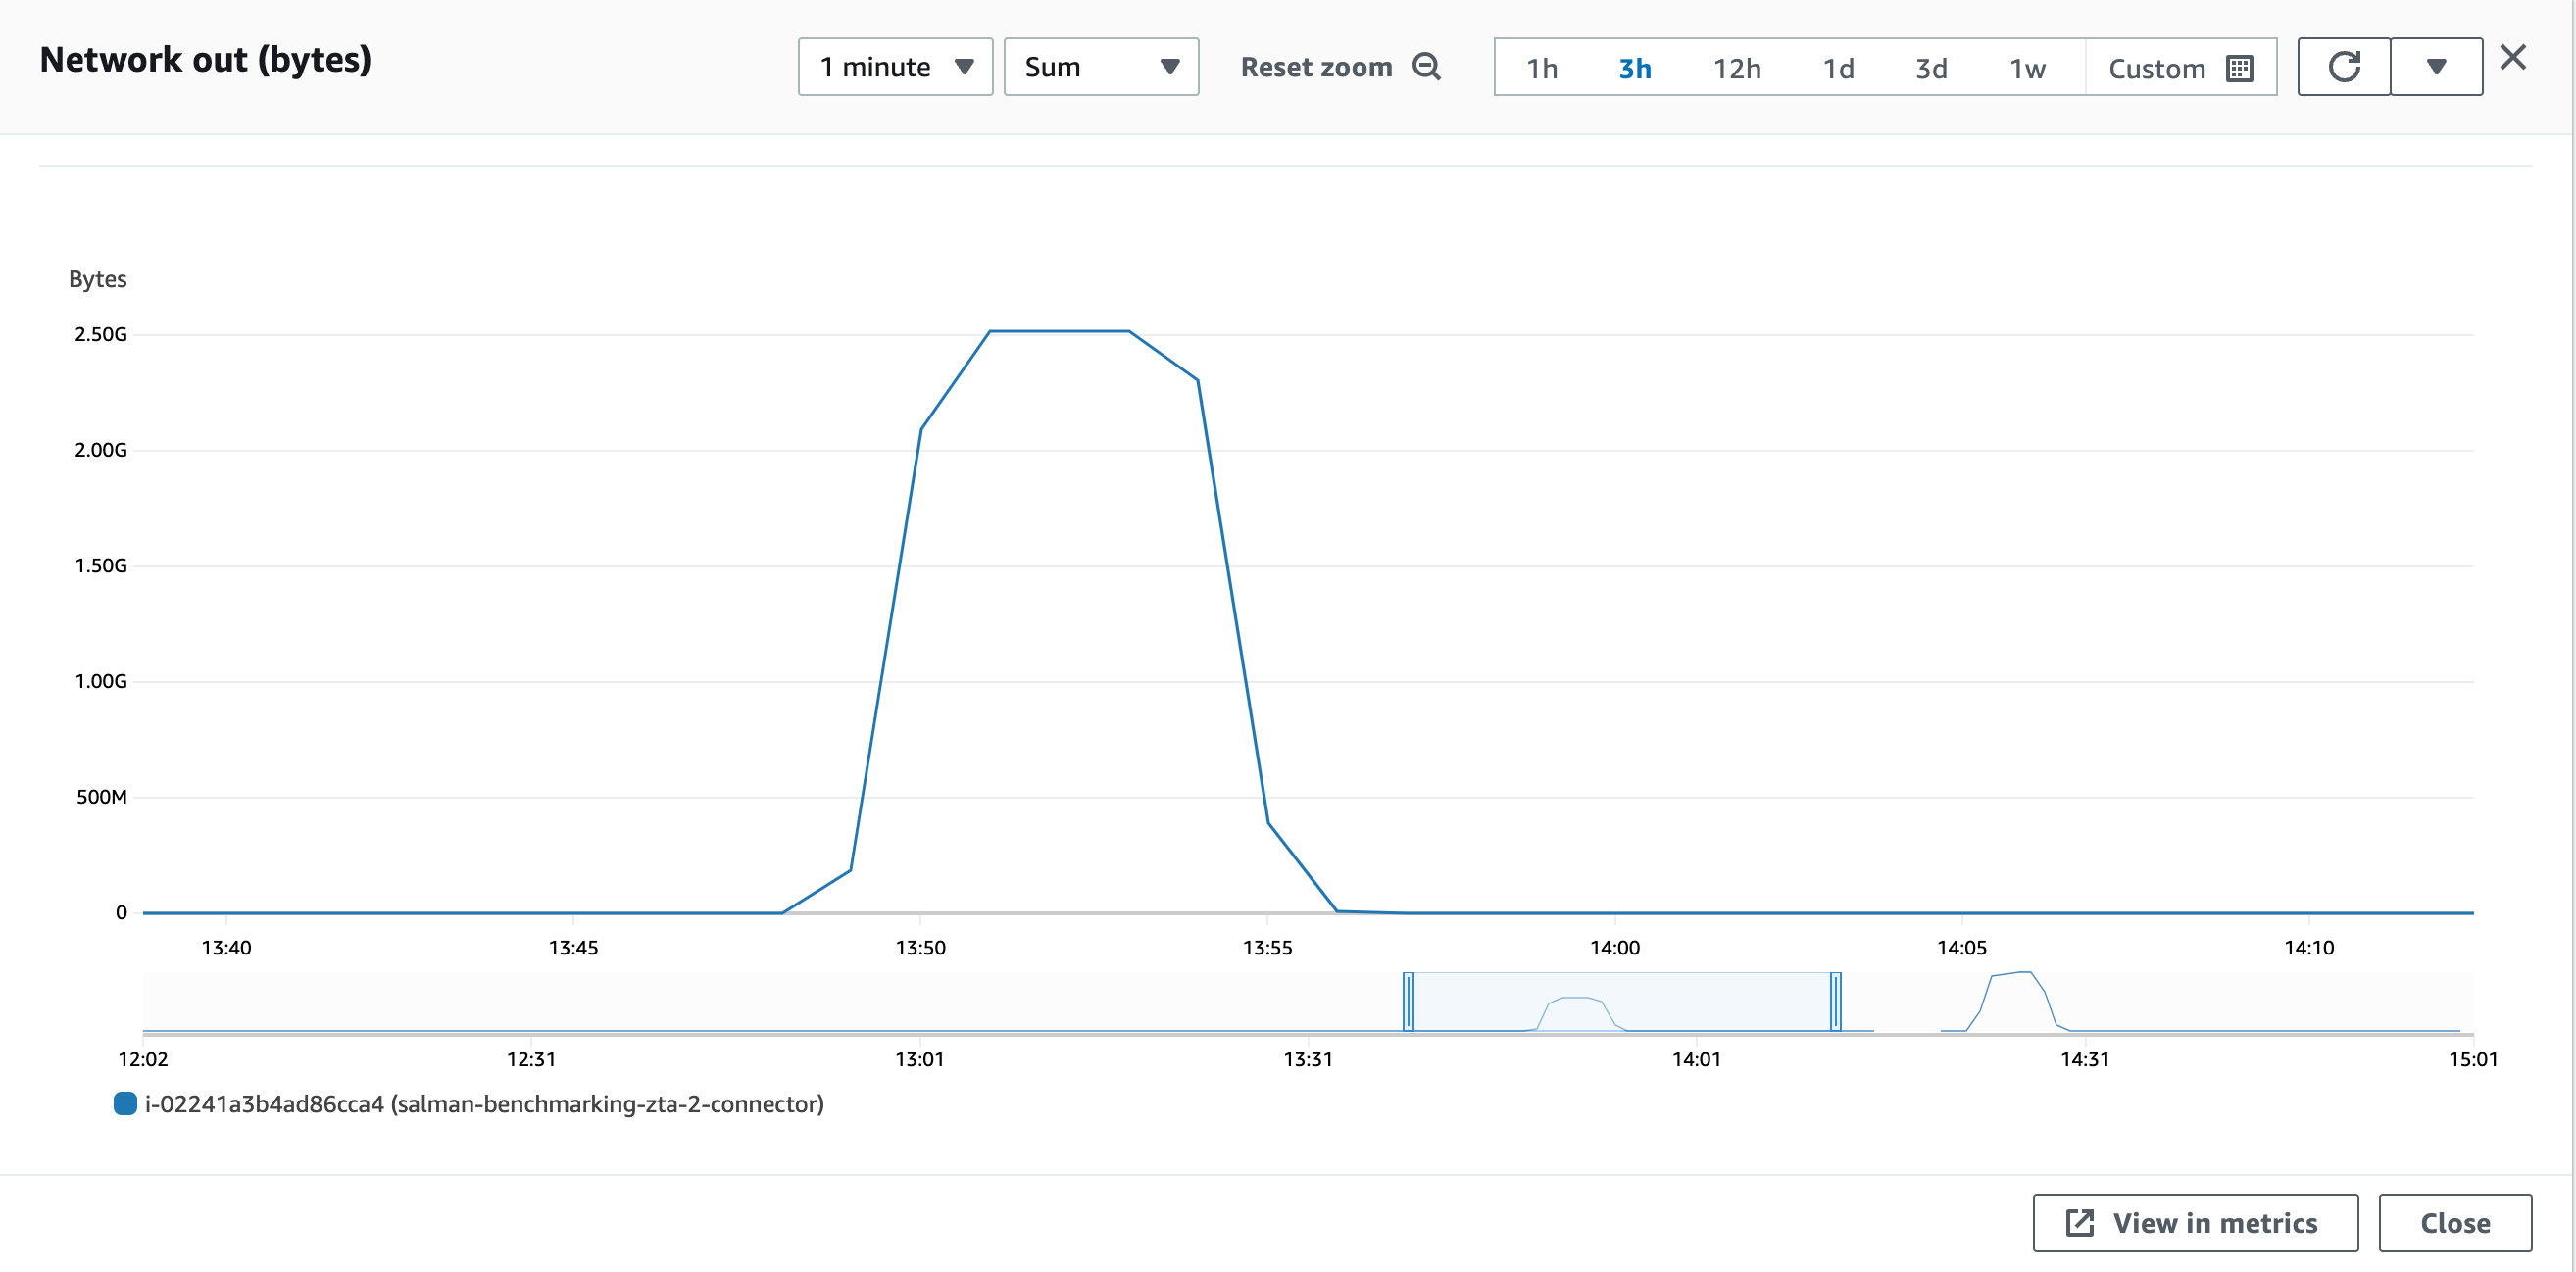 Network out (bytes) 1 minute Sum Reset zoom 1h 3h 12h 1d 3d 1w Custom
Bytes
2.50G
2.00G
1.50G
1.00G
500M
0
13:40 13:45 13:50 13:55 14:00 14:05 14:10
12:02 12:31 13:01 13:31 14:01 14:31 15:01
i-02241a3b4ad86cca4 (salman-benchmarking-zta-2-connector)
View in metrics Close